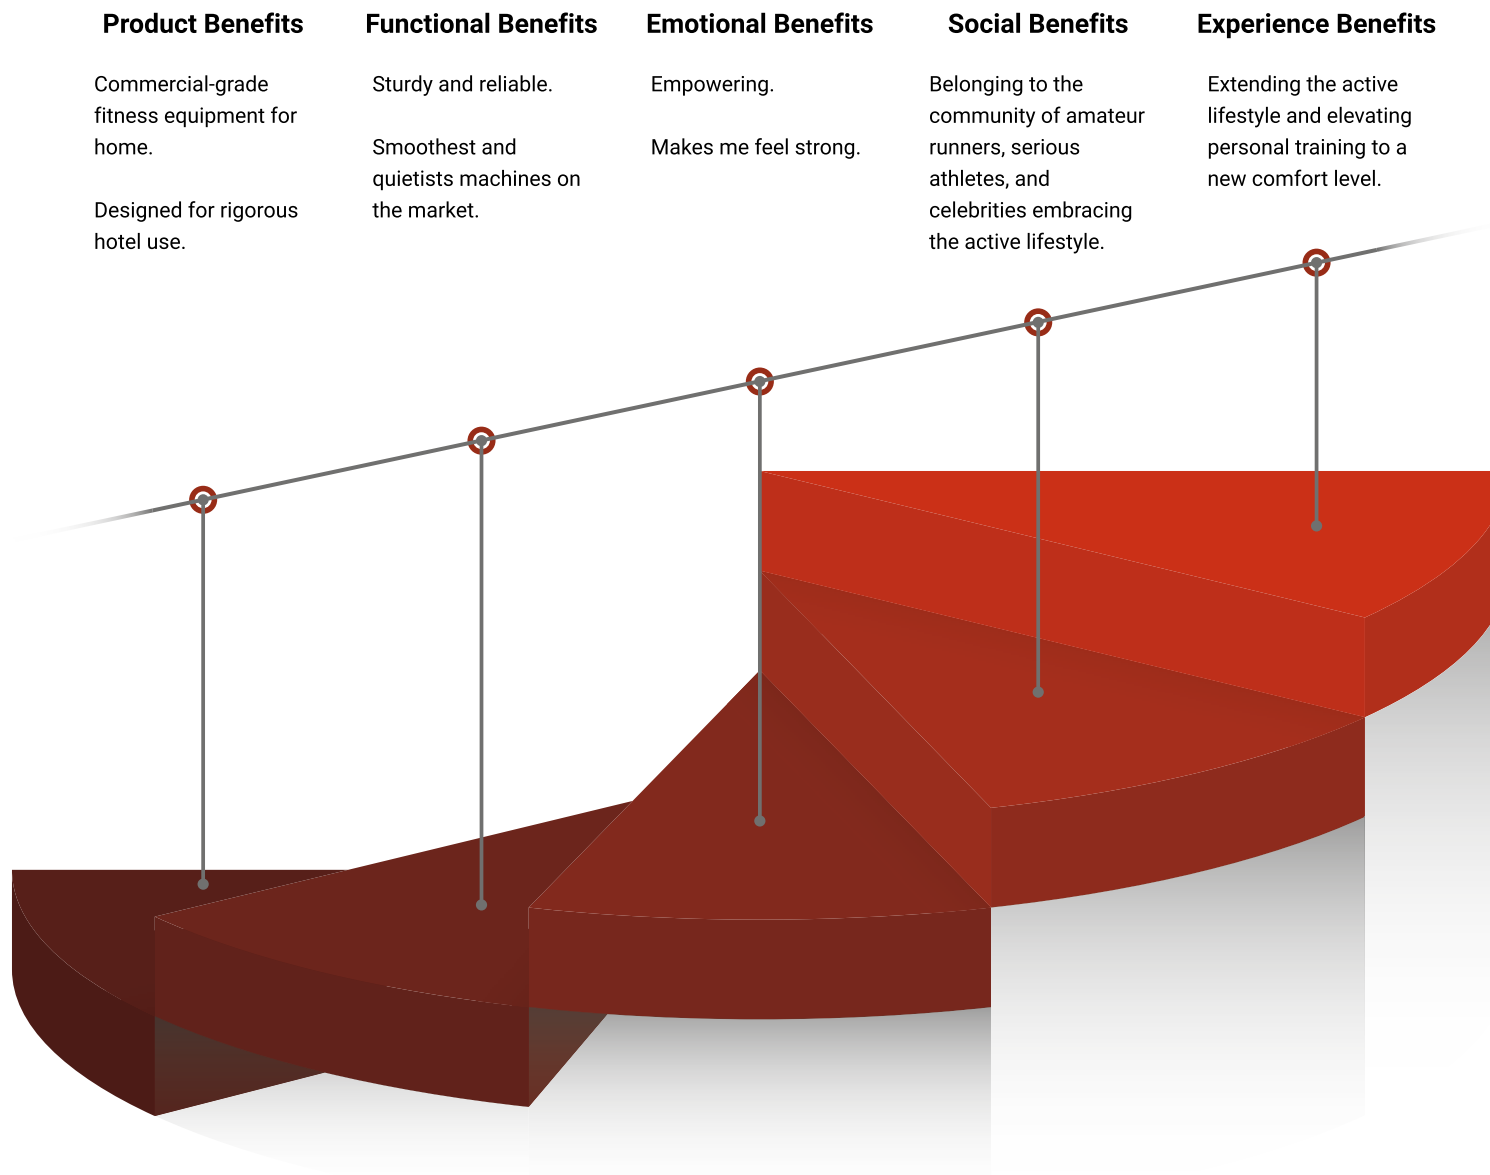 Product Benefits
Commercial-grade
fitness equipment for
home.
Designed for rigorous
hotel use.
Functional Benefits
Sturdy and reliable.
Smoothest and
quietists machines on
the market.
Emotional Benefits
Empowering.
Makes me feel strong.
Social Benefits
Belonging to the
community of amateur
runners, serious
athletes, and
celebrities embracing
the active lifestyle.
Experience Benefits
Extending the active
lifestyle and elevating
personal training to a
new comfort level.